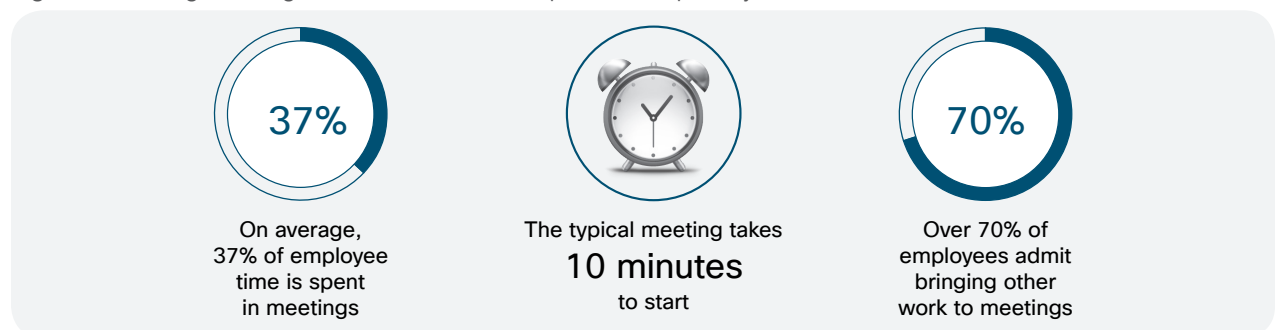 37%
70%
On average,
37% of employee
time is spent
in meetings
The typical meeting takes
10 minutes
to start
Over 70% of
employees admit
bringing other
work to meetings